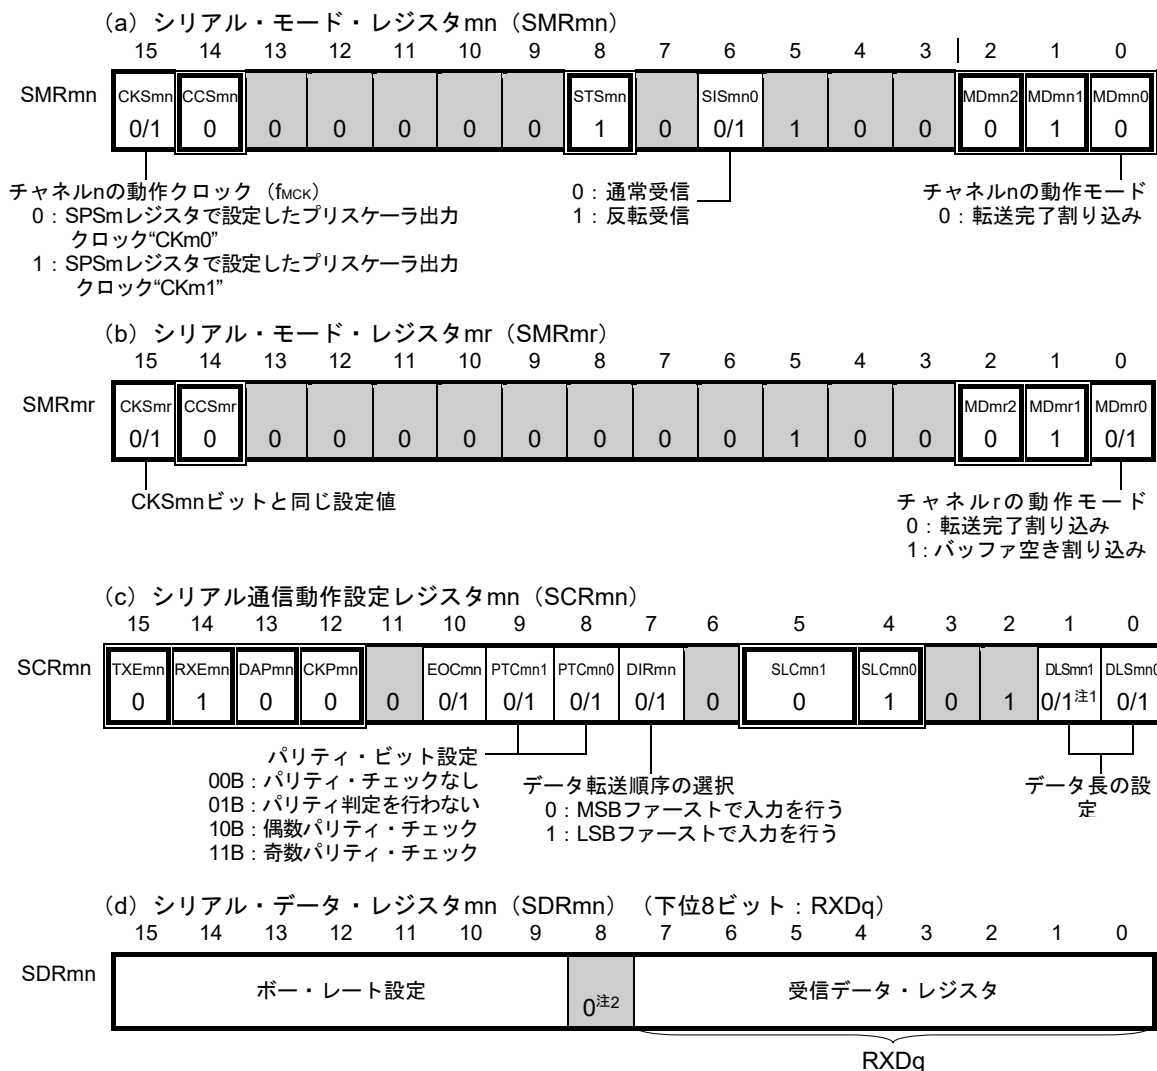 (a) シリアル・モード・レジスタmn (SMRmn)
15 14 13 12 11 10 9 8 7 6 5 4 3 2 1 0
SMRmn
CKSmn CCSmn STSmn SISmn0 MDmn2 MDmn1 MDmn0
0/1 0 0 0 0 0 0 1 0 0/1 1 0 0 0 1 0
チャネルnの動作クロック (fMCK)
0:SPSmレジスタで設定したプリスケーラ出力
クロック“CKm0”
1:SPSmレジスタで設定したプリスケーラ出力
クロック“CKm1”
0:通常受信
1:反転受信
チャネルnの動作モード
0:転送完了割り込み
(b) シリアル・モード・レジスタmr (SMRmr)
15 14 13 12 11 10 9 8 7 6 5 4 3 2 1 0
SMRmr
CKSmr CCSmr MDmr2 MDmr1 MDmr0
0/1 0 0 0 0 0 0 0 0 0 1 0 0 0 1 0/1
CKSmnビットと同じ設定値
チャネルrの動作モード
0:転送完了割り込み
1:バッファ空き割り込み
(c) シリアル通信動作設定レジスタmn (SCRmn)
15 14 13 12 11 10 9 8 7 6 5 4 3 2 1 0
SCRmn
TXEmn RXEmn DAPmn CKPmn EOCmn PTCmn1 PTCmn0 DIRmn SLCmn1 SLCmn0 DLSmn1 DLSmn0
0 1 0 0 0 0/1 0/1 0/1 0/1 0 0 1 0 1 0/1注1 0/1
パリティ・ビット設定
00B:パリティ・チェックなし
01B:パリティ判定を行わない
10B:偶数パリティ・チェック
11B:奇数パリティ・チェック
データ転送順序の選択
0:MSBファーストで入力を行う
1:LSBファーストで入力を行う
データ長の設
定
(d) シリアル・データ・レジスタmn (SDRmn) (下位8ビット:RXDq)
15 14 13 12 11 10 9 8 7 6 5 4 3 2 1 0
SDRmn
ボー・レート設定 0注2 受信データ・レジスタ
RXDq